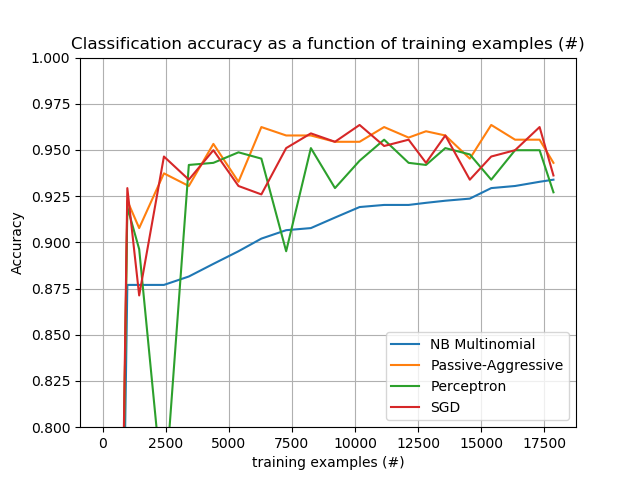 Classification accuracy as a function of training examples (#)
1.000
0.975
0.950
0.925
0.900
0.875
0.850
0.825
0.800
Accuracy
0 2500 5000 7500 10000 12500 15000 17500
training examples (#)
NB Multinomial
Passive-Aggressive
Perceptron
SGD